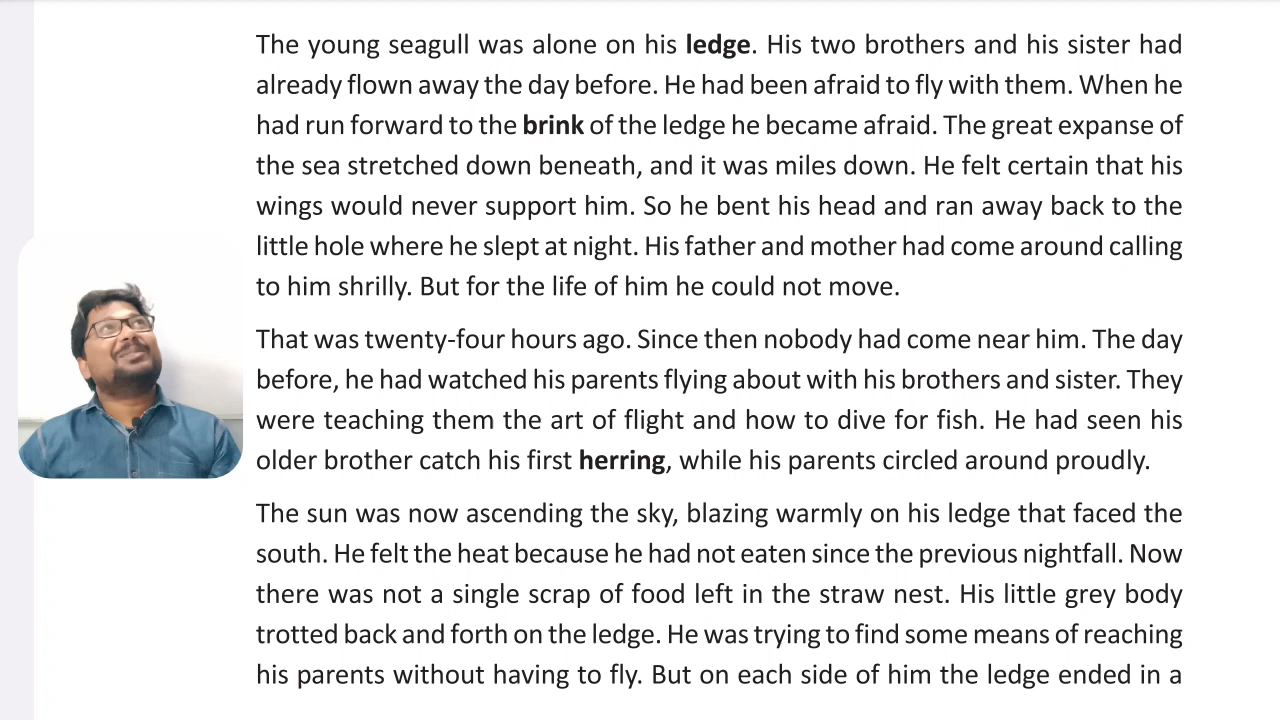 The young seagull was alone on his ledge. His two brothers and his sister had
already flown away the day before. He had been afraid to fly with them. When he
had run forward to the brink of the ledge he became afraid. The great expanse of
the sea stretched down beneath, and it was miles down. He felt certain that his
wings would never support him. So he bent his head and ran away back to the
little hole where he slept at night. His father and mother had come around calling
to him shrilly. But for the life of him he could not move.
That was twenty-four hours ago. Since then nobody had come near him. The day
before, he had watched his parents flying about with his brothers and sister. They
were teaching them the art of flight and how to dive for fish. He had seen his
older brother catch his first herring, while his parents circled around proudly.
The sun was now ascending the sky, blazing warmly on his ledge that faced the
south. He felt the heat because he had not eaten since the previous nightfall. Now
there was not a single scrap of food left in the straw nest. His little grey body
trotted back and forth on the ledge. He was trying to find some means of reaching
his parents without having to fly. But on each side of him the ledge ended in a